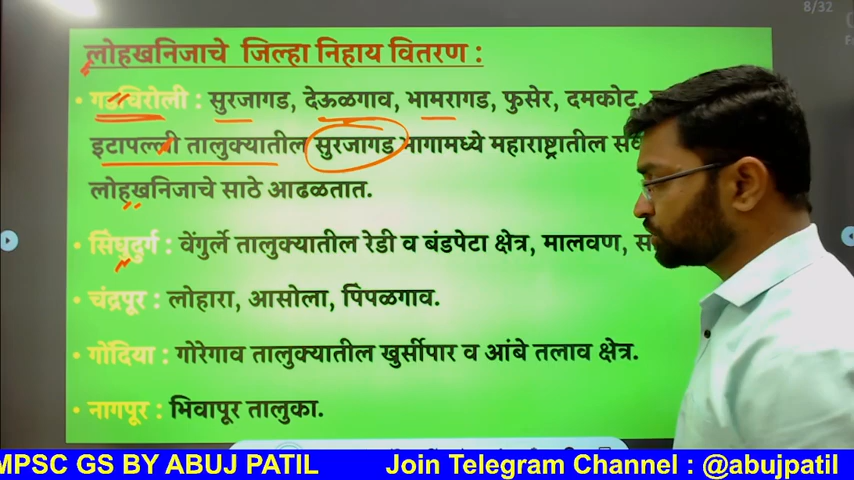 8/32
लोहखनिजाचे जिल्हा निहाय वितरण :
• गडचिरोली : सुरजागड, देऊळगाव, भामरागड, फुसेर, दमकोट,
इटापल्ली तालुक्यातील सुरजागड भागामध्ये महाराष्ट्रातील
लोहखनिजाचे साठे आढळतात.
• सिंधुदुर्ग : वेंगुर्ले तालुक्यातील रेडी व बंडपेटा क्षेत्र, मालवण,
• चंद्रपूर : लोहारा, आसोला, पिंपळगाव.
• गोंदिया : गोरेगाव तालुक्यातील खुर्सीपार व आंबे तलाव क्षेत्र.
• नागपूर : भिवापूर तालुका.
MPSC GS BY ABUJ PATIL Join Telegram Channel : @abujpatil